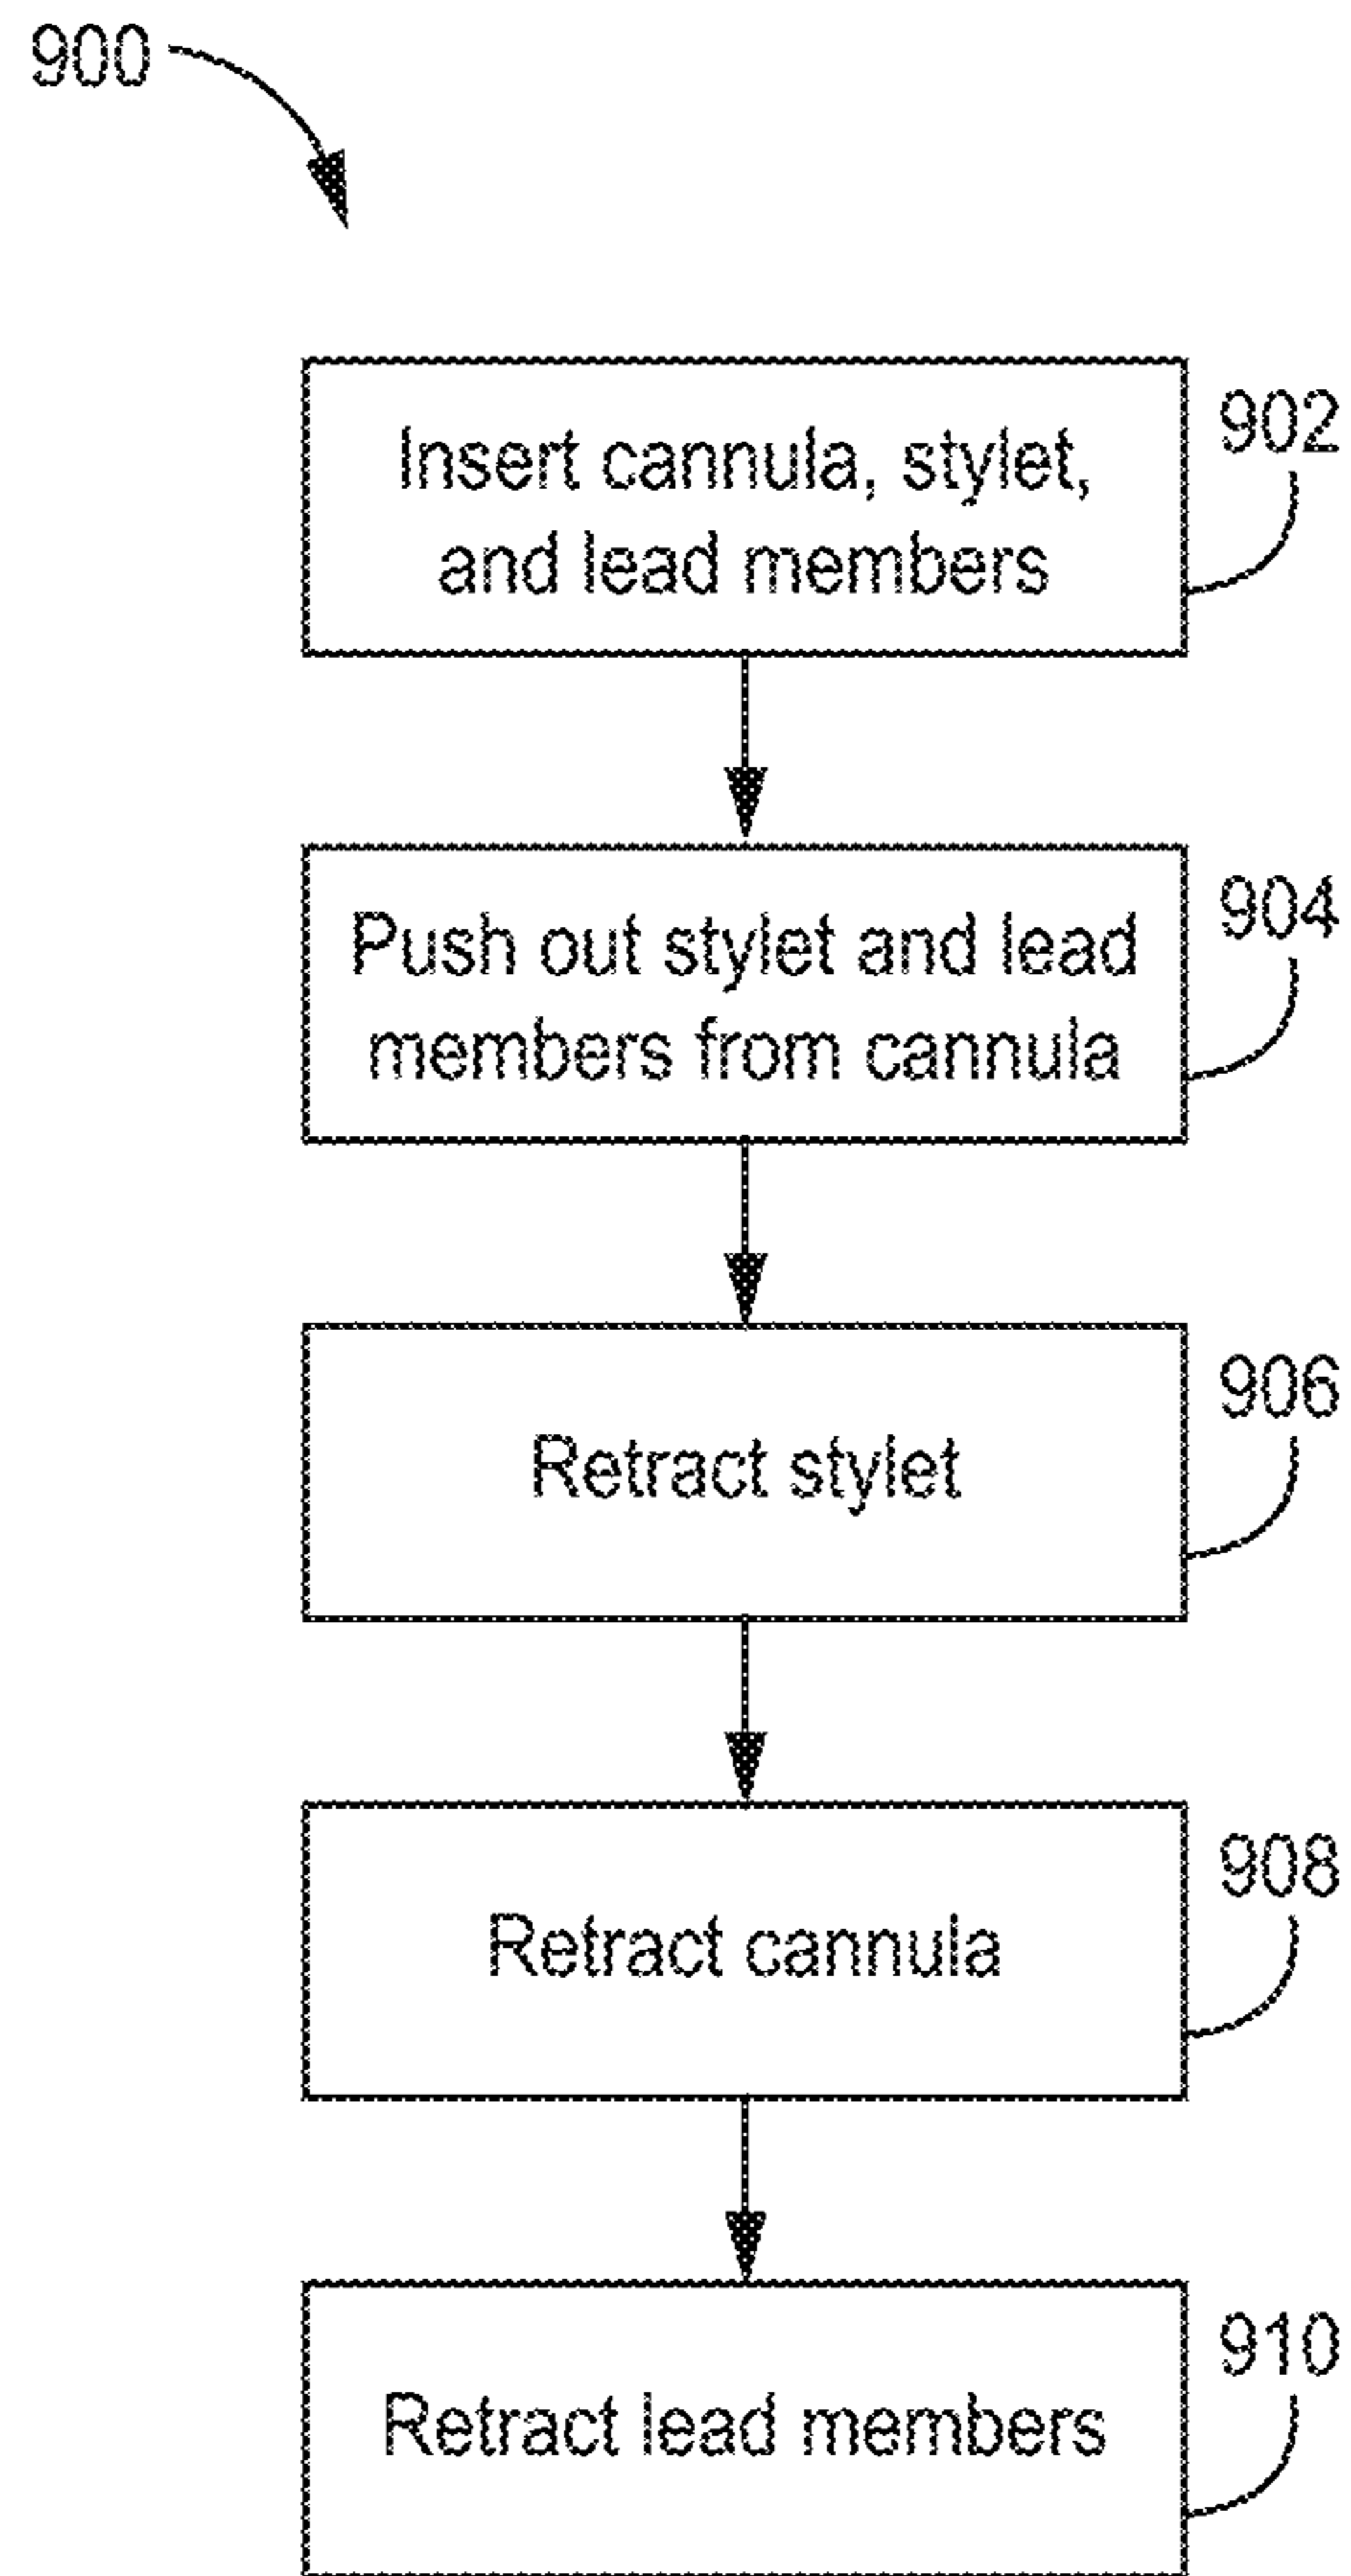 900
Insert cannula, stylet,
and lead members
902
Push out stylet and lead
members from cannula
904
Retract stylet
906
Retract cannula
908
Retract lead members
910